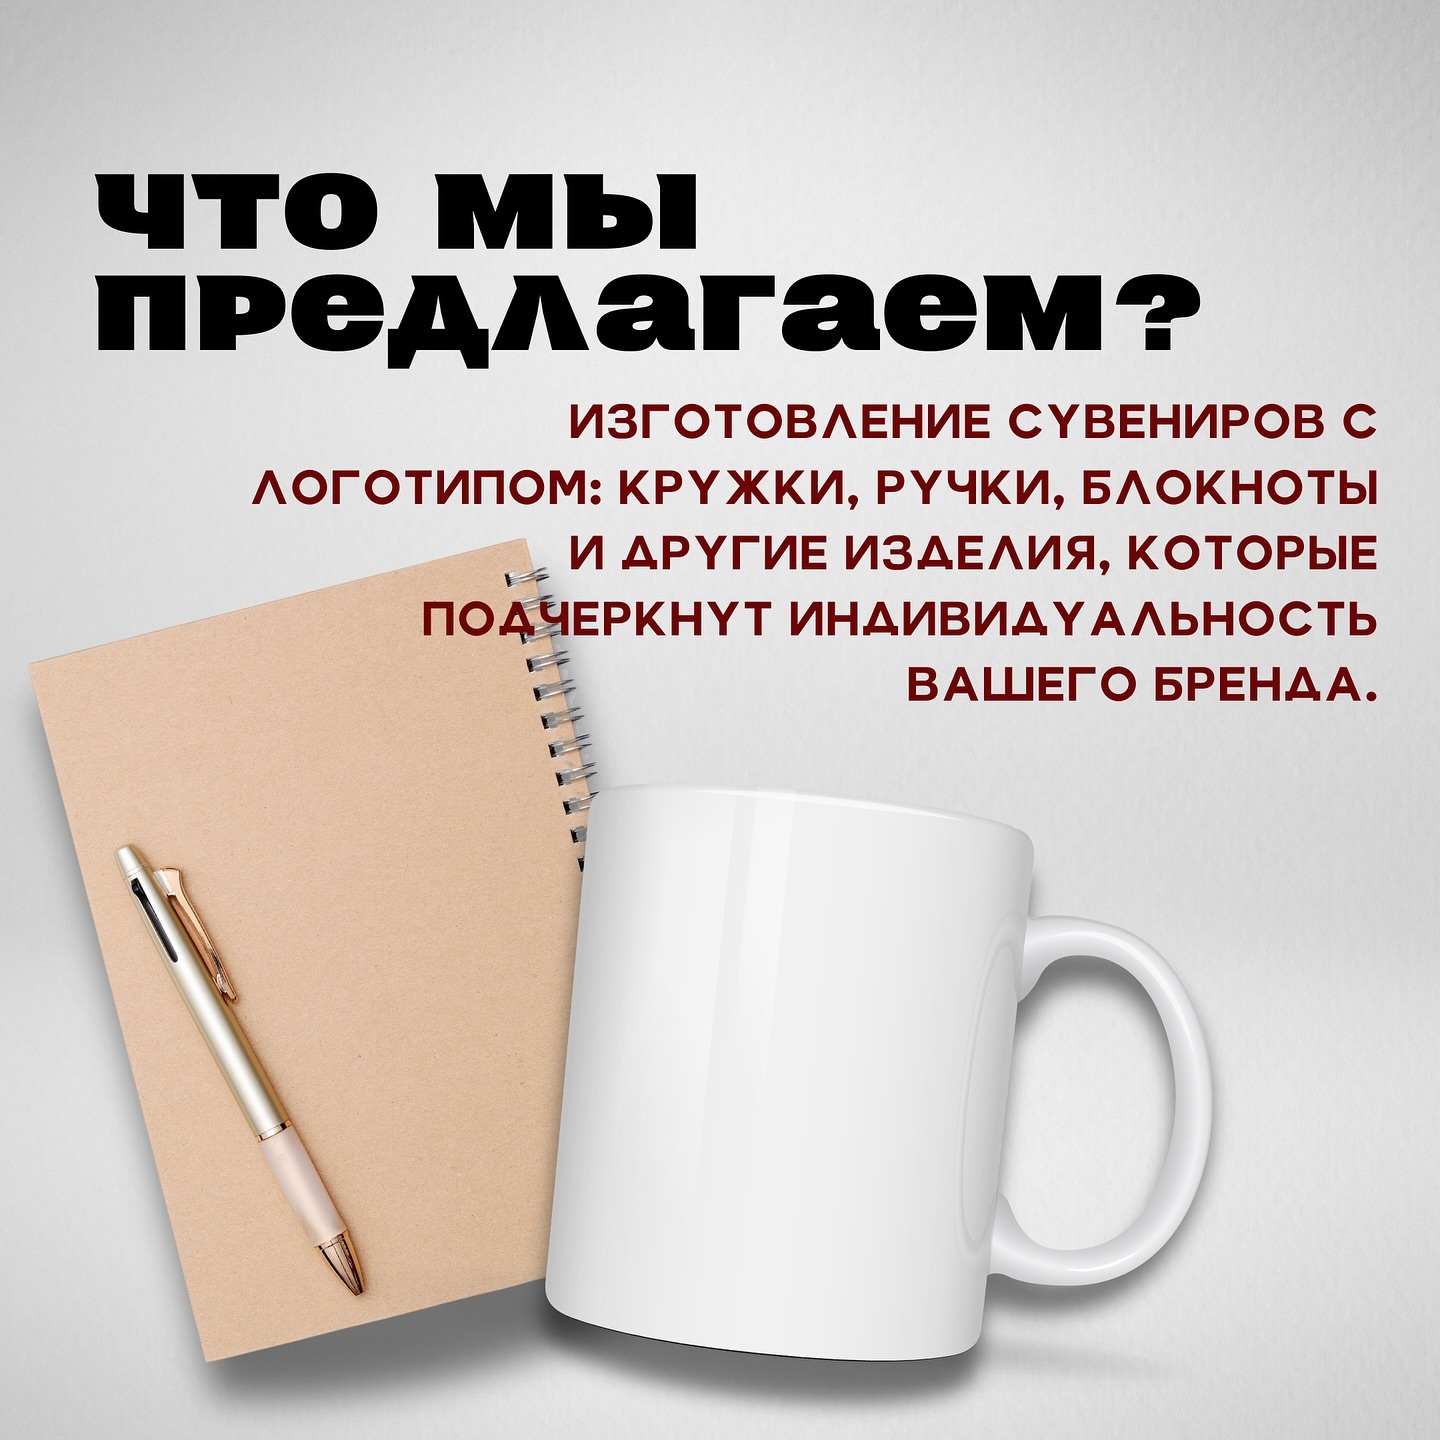 что мы
предлагаем?
ИЗГОТОВЛЕНИЕ СУВЕНИРОВ С
ЛОГОТИПОМ: КРУЖКИ, РУЧКИ, БЛОКНОТЫ
И ДРУГИЕ ИЗДЕЛИЯ, КОТОРЫЕ
ПОДЧЕРКНУТ ИНДИВИДУАЛЬНОСТЬ
ВАШЕГО БРЕНДА.